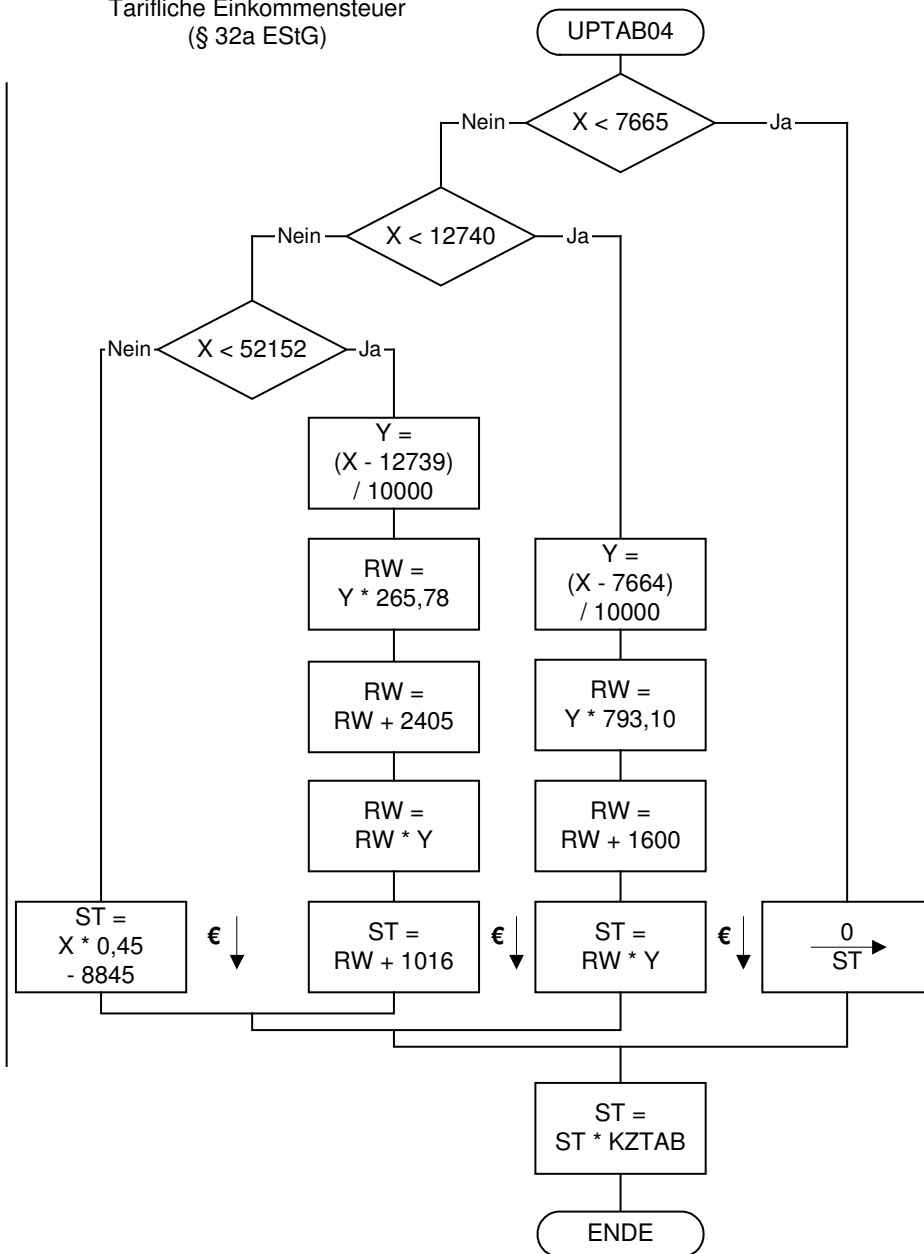 Tarifliche Einkommensteuer
(§ 32a EStG)
UPTAB04
X < 7665
Nein
Ja
X < 12740
Nein
Ja
X < 52152
Nein
Ja
Y =
(X - 12739)
/ 10000
RW =
Y * 265,78
RW =
RW + 2405
RW =
RW * Y
ST =
RW + 1016
Y =
(X - 7664)
/ 10000
RW =
Y * 793,10
RW =
RW + 1600
ST =
RW * Y
ST =
X * 0,45
- 8845
€
€
€
0
ST
ST =
ST * KZTAB
ENDE